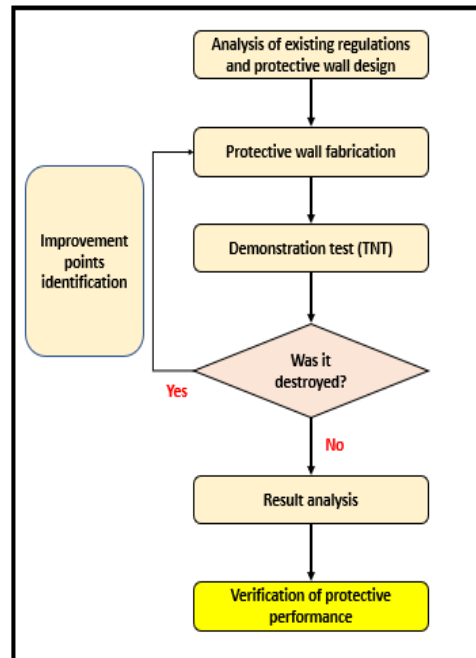 Analysis of existing regulations
and protective wall design
Protective wall fabrication
Improvement
points
identification
Demonstration test (TNT)
Was it
destroyed?
Yes
No
Result analysis
Verification of protective
performance